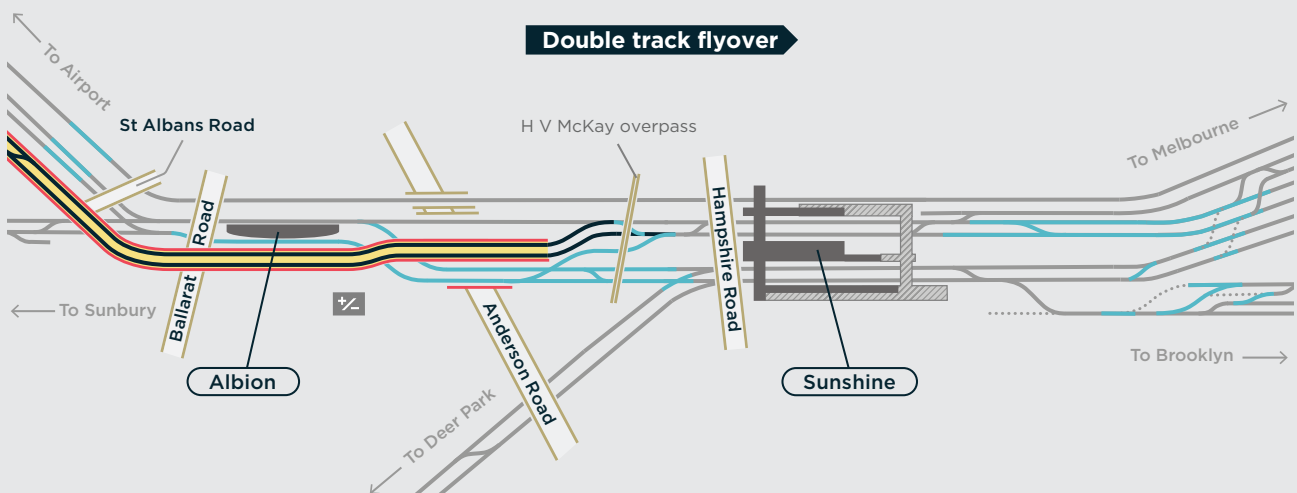 Double track flyover
To Airport
St Albans Road
H V McKay overpass
To Melbourne
Ballarat Road
Hampshire Road
To Sunbury
+/-
Anderson Road
Albion
Sunshine
To Brooklyn
To Deer Park